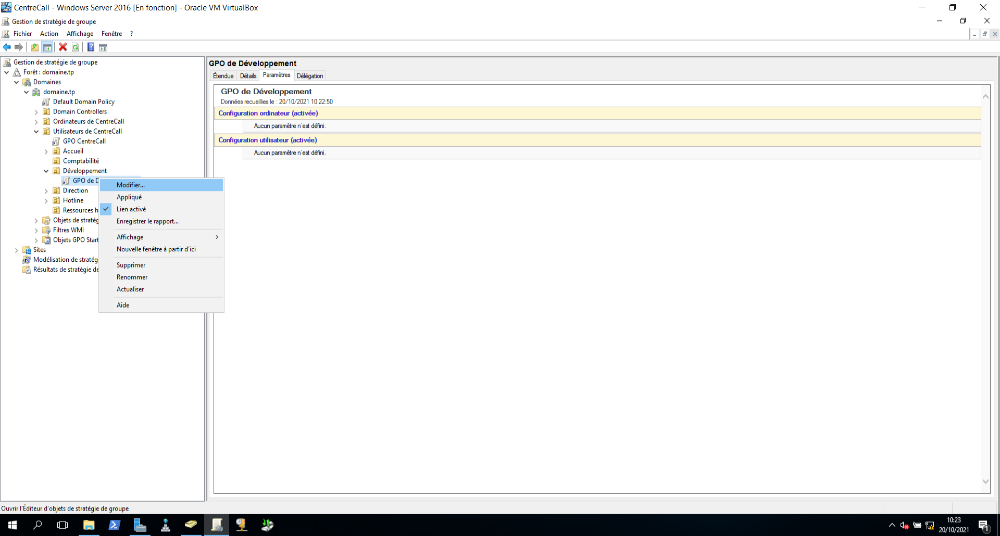 CentreCall - Windows Server 2016 [En fonction] - Oracle VM VirtualBox
Gestion de stratégie de groupe
Fichier Action Affichage Fenêtre ?
Gestion de stratégie de groupe
Forêt : domaine.tp
Domaines
domaine.tp
Default Domain Policy
Domain Controllers
Ordinateurs de CentreCall
Utilisateurs de CentreCall
GPO CentreCall
Accueil
Comptabilité
Développement
GPO de D
Direction
Hotline
Ressources h
Objets de stratég
Filtres WMI
Objets GPO Start
Sites
Modélisation de stratég
Résultats de stratégie de
Modifier...
Appliqué
Lien activé
Enregistrer le rapport...
Affichage
Nouvelle fenêtre à partir d'ici
Supprimer
Renommer
Actualiser
Aide
GPO de Développement
Étendue Détails Paramètres Délégation
GPO de Développement
Données recueillies le : 20/10/2021 10:22:50
Configuration ordinateur (activée)
Aucun paramètre n'est défini.
Configuration utilisateur (activée)
Aucun paramètre n'est défini.
Ouvrir l'Éditeur d'objets de stratégie de groupe
10:23
20/10/2021
1